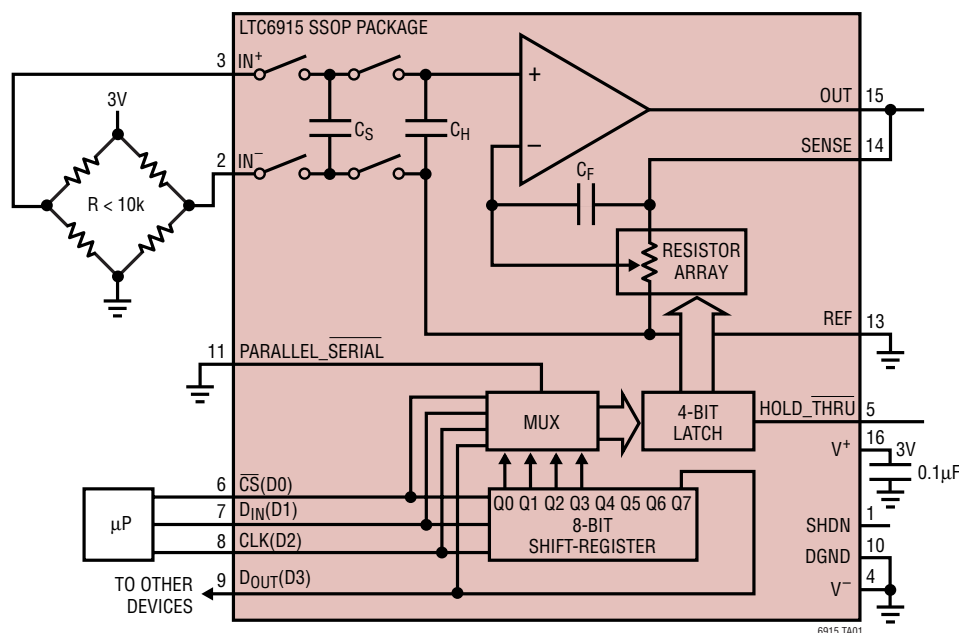 LTC6915 SSOP PACKAGE
3 IN+
CS
CH
+
–
OUT 15
SENSE 14
3V
2 IN–
R < 10k
CF
RESISTOR
ARRAY
REF 13
11 PARALLEL_S̅E̅R̅I̅A̅L̅
MUX
4-BIT
LATCH
HOLD_T̅H̅R̅U̅ 5
V+ 16
3V
0.1µF
6 C̅S̅(D0)
7 DIN(D1)
8 CLK(D2)
9 DOUT(D3)
µP
Q0 Q1 Q2 Q3 Q4 Q5 Q6 Q7
8-BIT
SHIFT-REGISTER
SHDN 1
DGND 10
V– 4
TO OTHER
DEVICES
6915 TA01